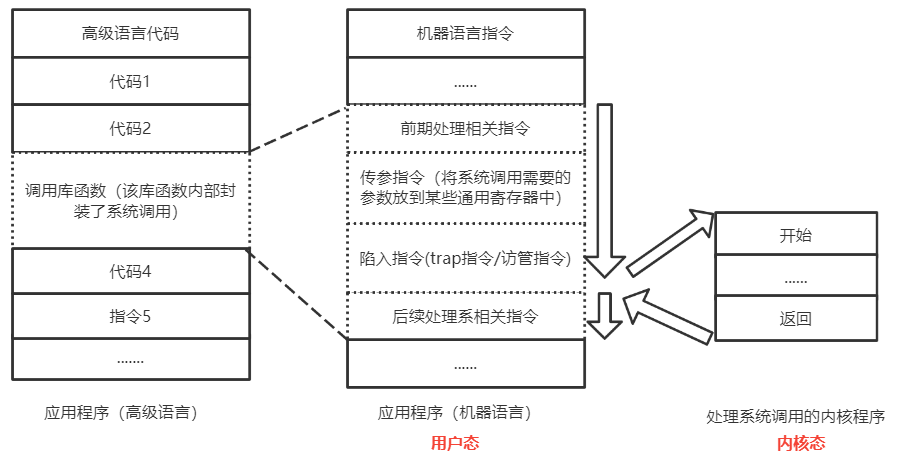 高级语言代码
代码1
代码2
调用库函数（该库函数内部封
装了系统调用）
代码4
指令5
.......
应用程序（高级语言）
机器语言指令
......
前期处理相关指令
传参指令（将系统调用需要的
参数放到某些通用寄存器中）
陷入指令(trap指令/访管指令)
后续处理系相关指令
......
应用程序（机器语言）
用户态
开始
......
返回
处理系统调用的内核程序
内核态